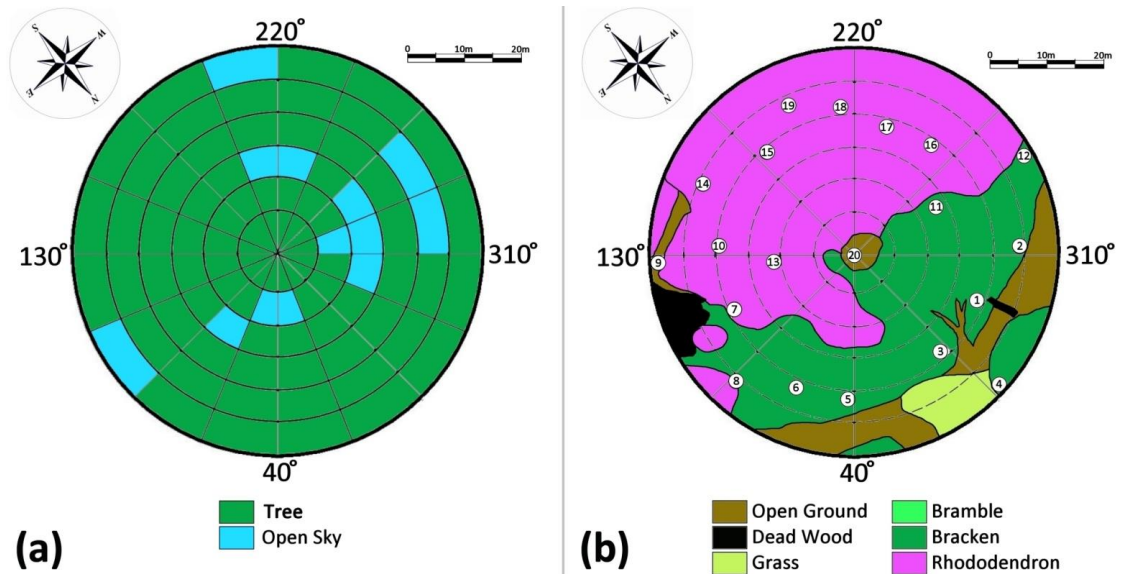 S
W
E
N
220°
0 10m 20m
130°
310°
40°
Tree
Open Sky
(a)
S
W
E
N
220°
0 10m 20m
19
18
17
16
15
12
14
11
10
2
9
20
13
130°
310°
1
7
3
8
6
5
4
40°
Open Ground
Bramble
Dead Wood
Bracken
Grass
Rhododendron
(b)